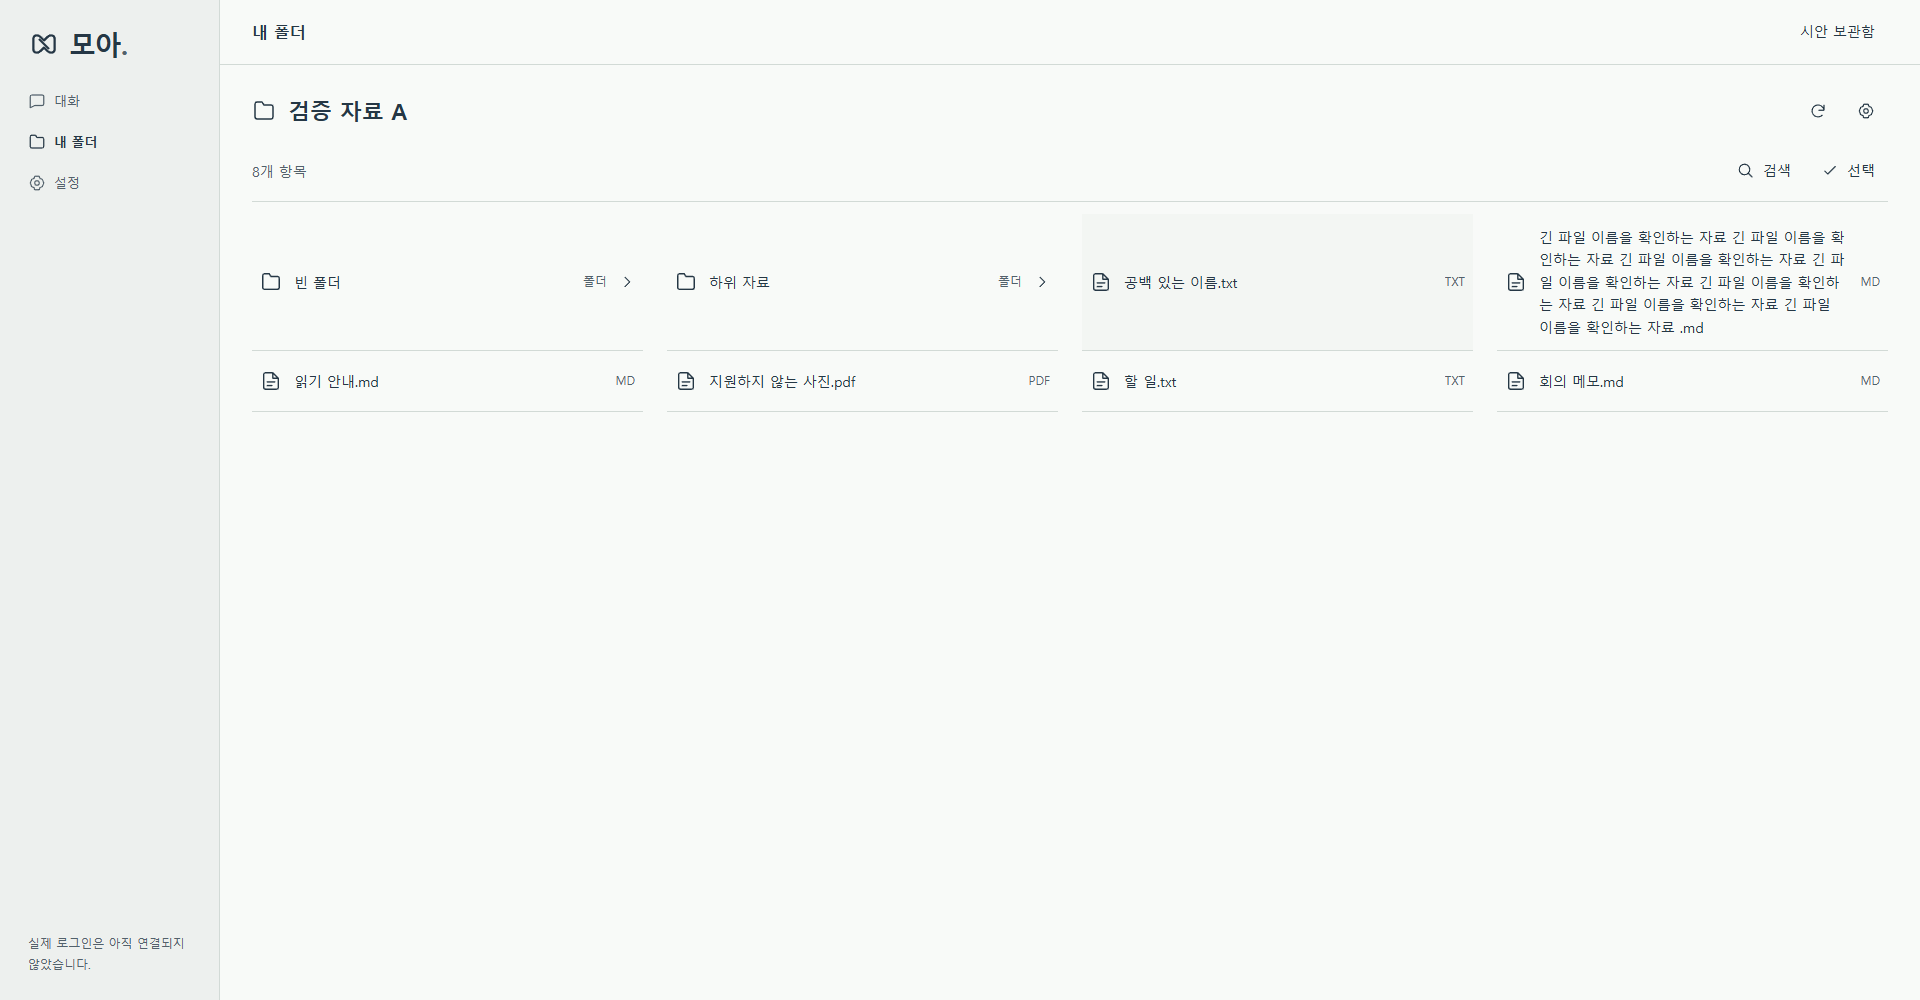 모아.
대화
내 폴더
설정
실제 로그인은 아직 연결되지
않았습니다.
내 폴더
시안 보관함
검증 자료 A
8개 항목
검색
선택
빈 폴더
폴더
하위 자료
폴더
공백 있는 이름.txt
TXT
긴 파일 이름을 확인하는 자료 긴 파일 이름을 확
인하는 자료 긴 파일 이름을 확인하는 자료 긴 파
일 이름을 확인하는 자료 긴 파일 이름을 확인하
는 자료 긴 파일 이름을 확인하는 자료 긴 파일
이름을 확인하는 자료 .md
MD
읽기 안내.md
MD
지원하지 않는 사진.pdf
PDF
할 일.txt
TXT
회의 메모.md
MD